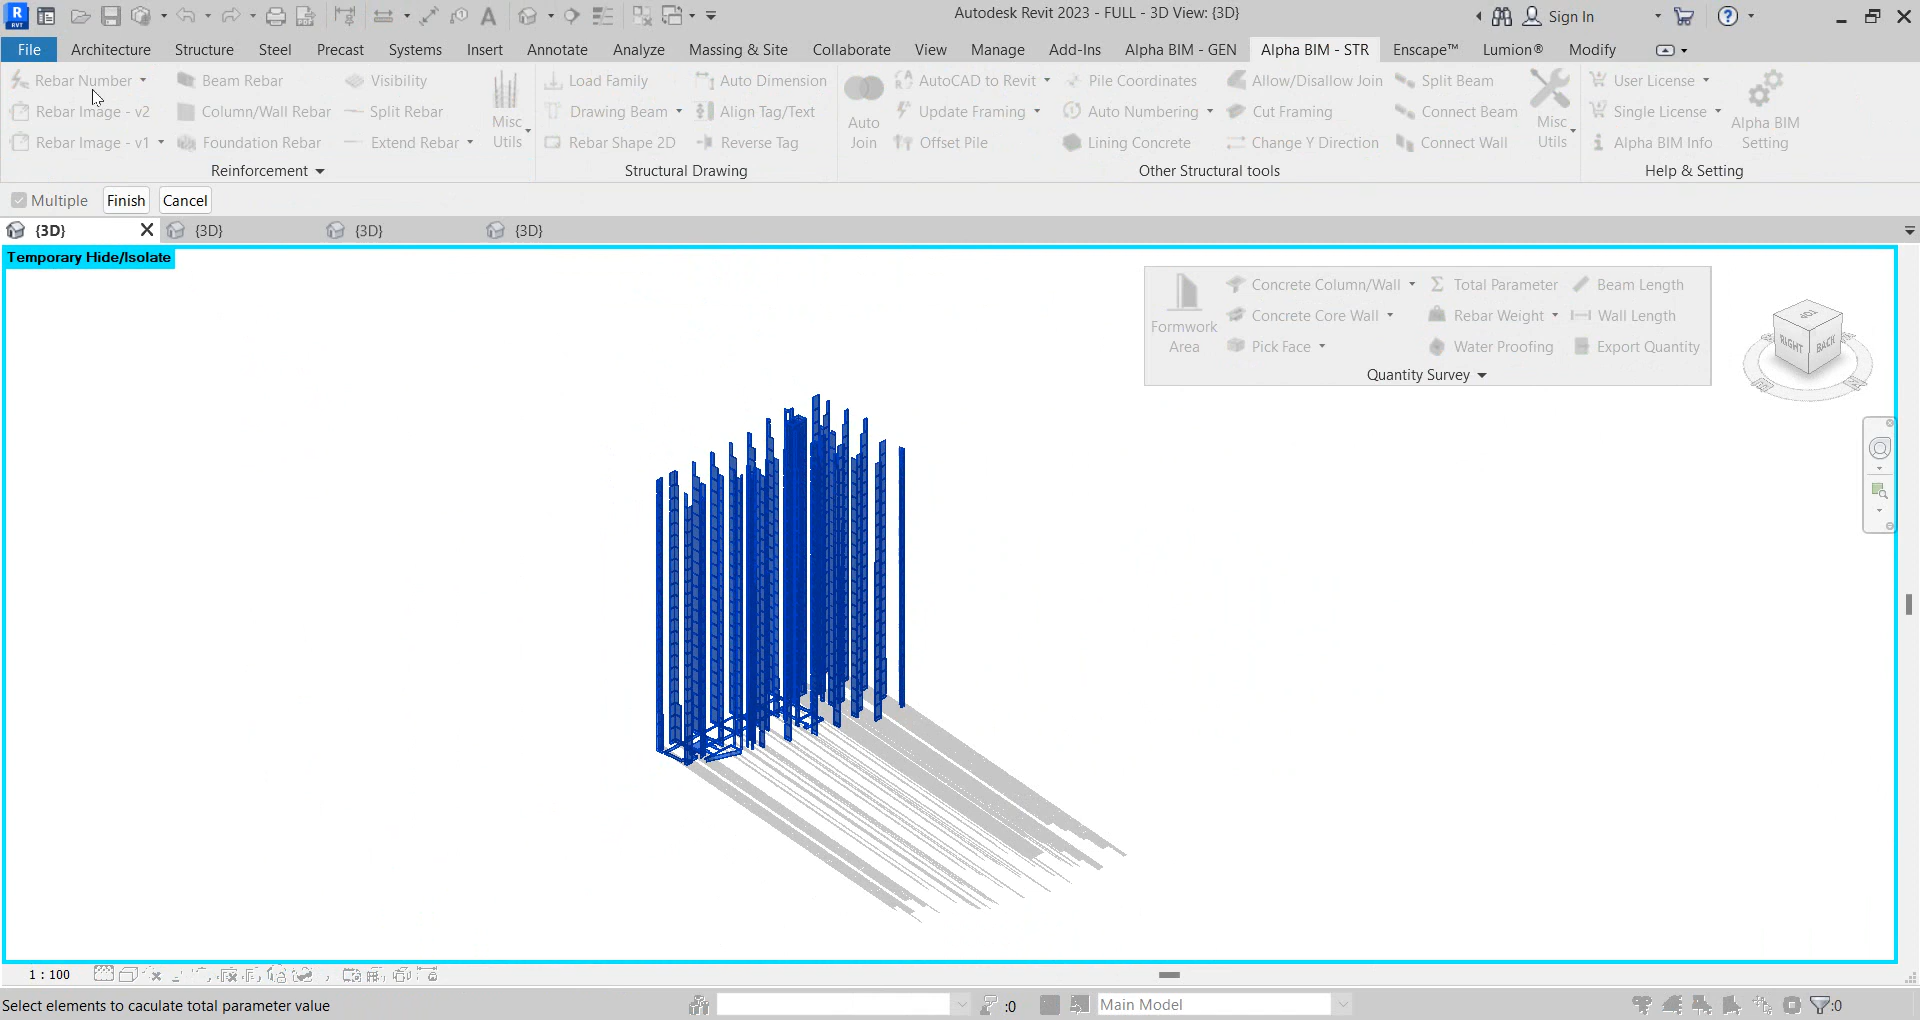 Autodesk Revit 2023 - FULL - 3D View: {3D}
Sign In
File Architecture Structure Steel Precast Systems Insert Annotate Analyze Massing & Site Collaborate View Manage Add-Ins Alpha BIM - GEN Alpha BIM - STR Enscape™ Lumion® Modify
Rebar Number
Rebar Image - v2
Rebar Image - v1
Beam Rebar
Column/Wall Rebar
Foundation Rebar
Visibility
Split Rebar
Extend Rebar
Misc
Utils
Reinforcement
Load Family
Drawing Beam
Rebar Shape 2D
Auto Dimension
Align Tag/Text
Reverse Tag
Structural Drawing
Auto
Join
AutoCAD to Revit
Update Framing
Offset Pile
Pile Coordinates
Auto Numbering
Lining Concrete
Allow/Disallow Join
Cut Framing
Change Y Direction
Split Beam
Connect Beam
Connect Wall
Misc
Utils
Other Structural tools
User License
Single License
Alpha BIM Info
Alpha BIM
Setting
Help & Setting
Multiple Finish Cancel
{3D} {3D} {3D} {3D}
Temporary Hide/Isolate
Formwork
Area
Concrete Column/Wall
Concrete Core Wall
Pick Face
Total Parameter
Rebar Weight
Water Proofing
Beam Length
Wall Length
Export Quantity
Quantity Survey
TOP
RIGHT
BACK
1 : 100
Select elements to caculate total parameter value
:0
Main Model
:0